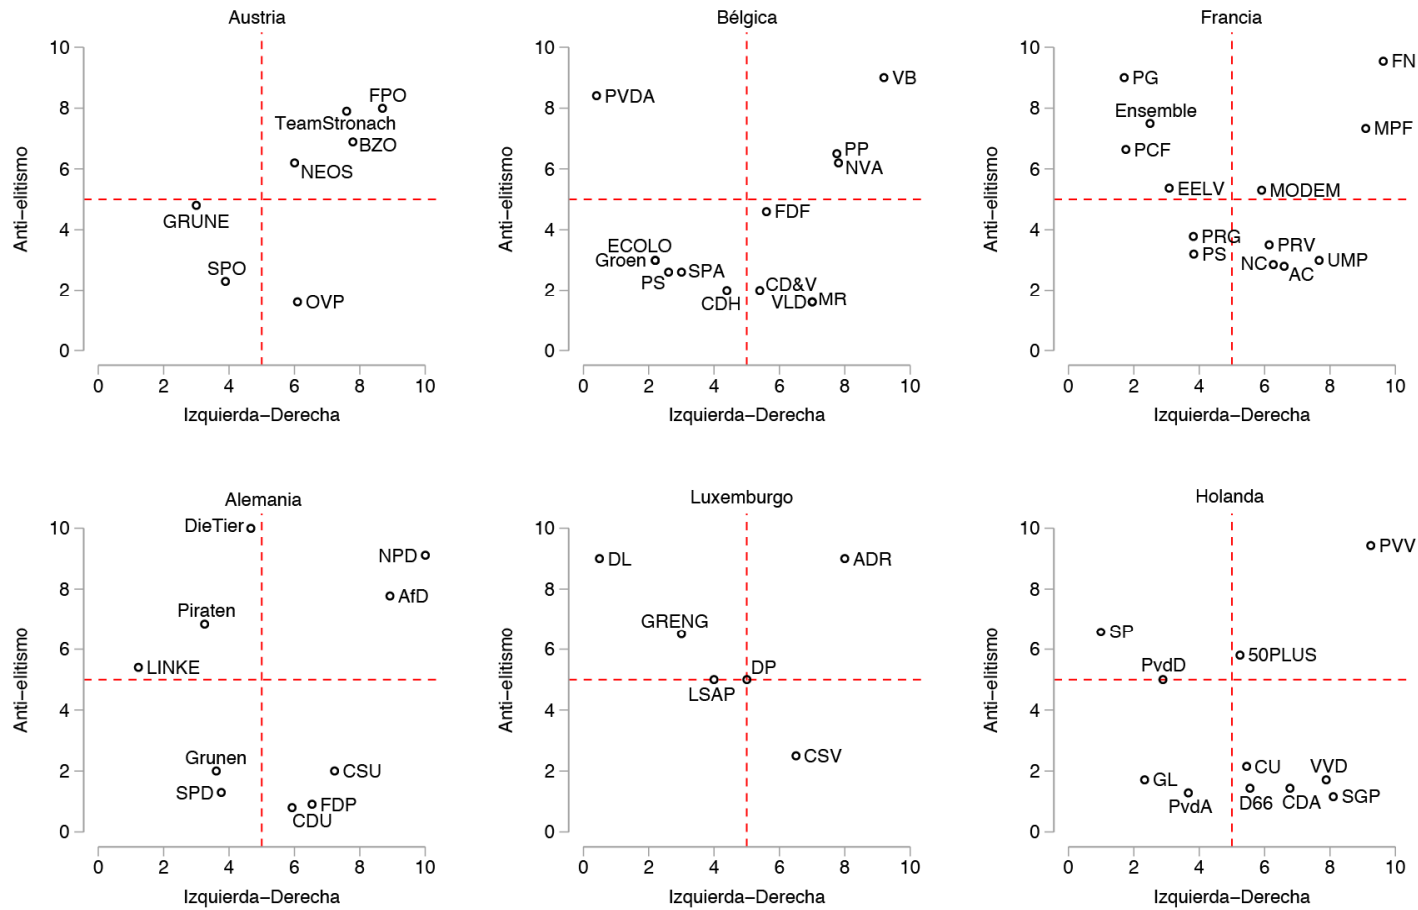 Austria
10
8
6
4
2
0
Anti−elitismo
FPO
TeamStronach
BZO
NEOS
GRUNE
SPO
OVP
0 2 4 6 8 10
Izquierda−Derecha
Bélgica
10
8
6
4
2
0
Anti−elitismo
VB
PVDA
PP
NVA
FDF
ECOLO
Groen
PS
SPA
CDH
CD&V
VLD
MR
0 2 4 6 8 10
Izquierda−Derecha
Francia
10
8
6
4
2
0
Anti−elitismo
FN
PG
Ensemble
MPF
PCF
EELV
MODEM
PRG
PS
PRV
NC
AC
UMP
0 2 4 6 8 10
Izquierda−Derecha
Alemania
10
8
6
4
2
0
Anti−elitismo
DieTier
NPD
AfD
Piraten
LINKE
Grunen
SPD
CSU
FDP
CDU
0 2 4 6 8 10
Izquierda−Derecha
Luxemburgo
10
8
6
4
2
0
Anti−elitismo
DL
ADR
GRENG
DP
LSAP
CSV
0 2 4 6 8 10
Izquierda−Derecha
Holanda
10
8
6
4
2
0
Anti−elitismo
PVV
SP
50PLUS
PvdD
GL
PvdA
CU
VVD
D66
CDA
SGP
0 2 4 6 8 10
Izquierda−Derecha